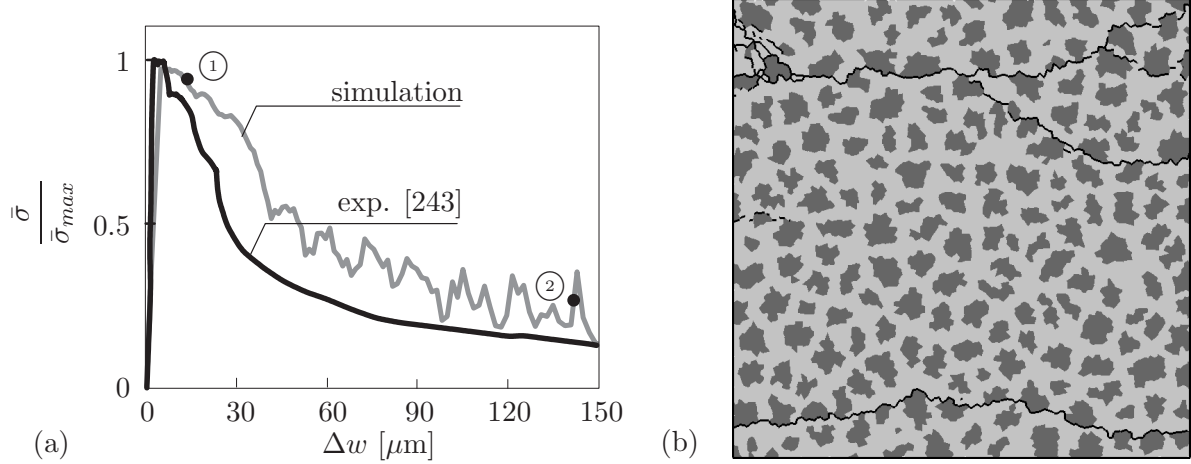 1
①
simulation
σ̄
σ̄max
exp. [243]
0.5
②
0
0 30 60 90 120 150
(a)
Δw [μm]
(b)